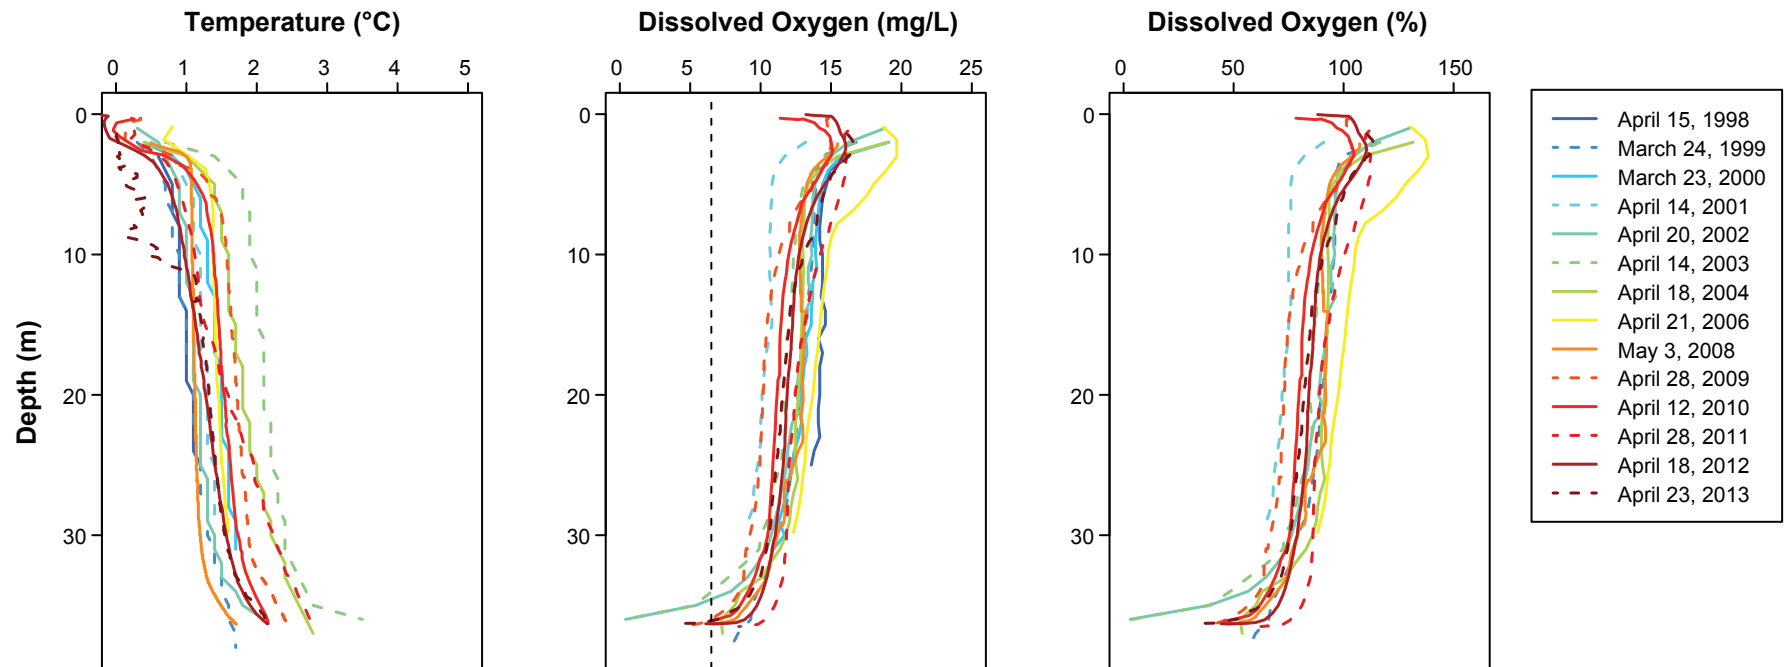 Temperature (°C) Dissolved Oxygen (mg/L) Dissolved Oxygen (%)
0 1 2 3 4 5 0 5 10 15 20 25 0 50 100 150
0 0 0
10 10 10
20 20 20
30 30 30
Depth (m)
April 15, 1998
March 24, 1999
March 23, 2000
April 14, 2001
April 20, 2002
April 14, 2003
April 18, 2004
April 21, 2006
May 3, 2008
April 28, 2009
April 12, 2010
April 28, 2011
April 18, 2012
April 23, 2013